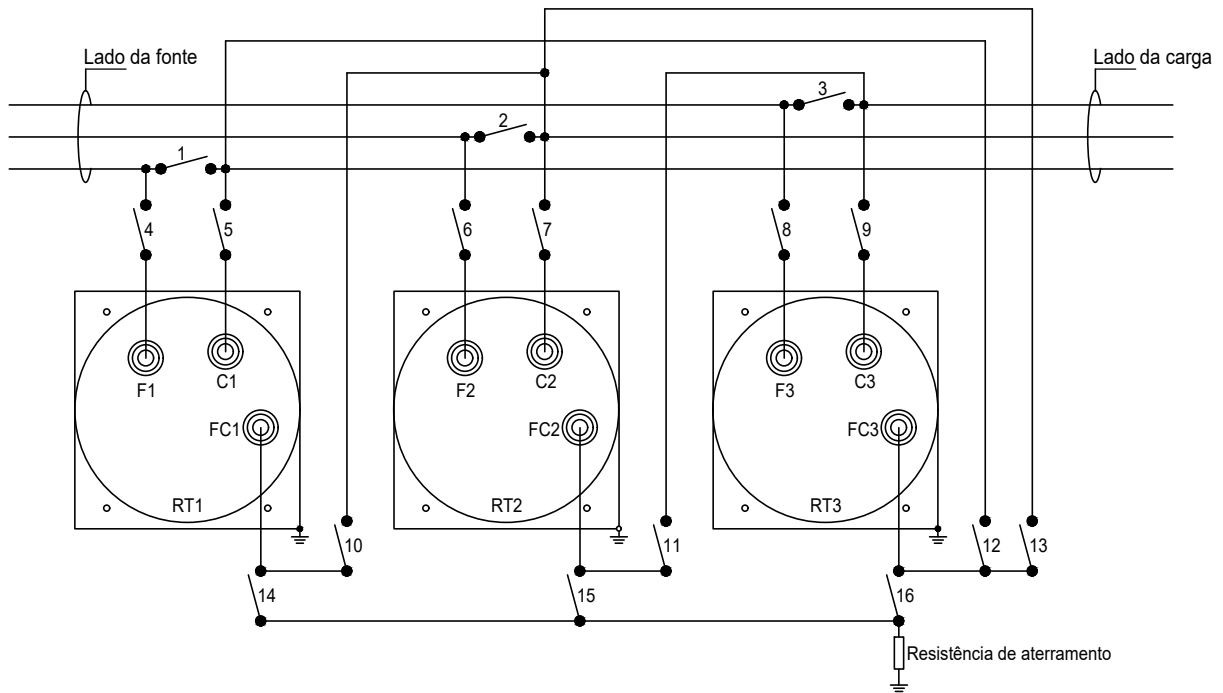 Lado da fonte
Lado da carga
3
2
1
4
5
6
7
8
9
F1
C1
F2
C2
F3
C3
FC1
FC2
FC3
RT1
RT2
RT3
10
11
12
13
14
15
16
Resistência de aterramento